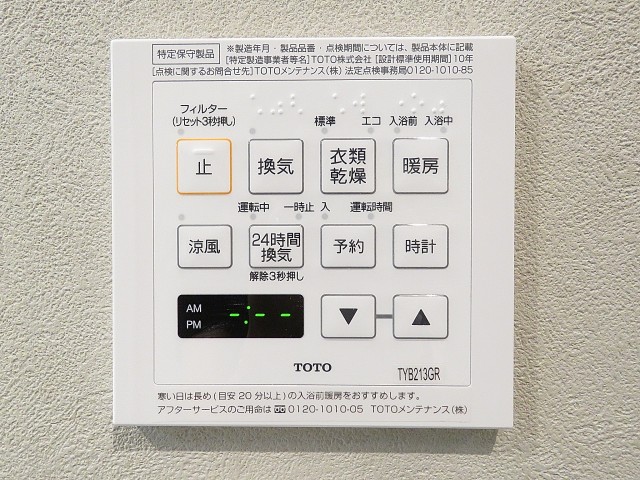 特定保守製品
※製造年月・製品品番・点検期間については、製品本体に記載
[特定製造事業者等名]TOTO株式会社 [設計標準使用期間]10年
[点検に関するお問合せ先]TOTOメンテナンス(株) 法定点検事務局0120-1010-85
フィルター
(リセット3秒押し)
標準 エコ 入浴前 入浴中
止 換気 衣類乾燥 暖房
運転中 一時止 入 運転時間
涼風 24時間換気 予約 時計
解除3秒押し
AM
PM
-:--
▼ ▲
TOTO
TYB213GR
寒い日は長め(目安20分以上)の入浴前暖房をおすすめします。
アフターサービスのご用命は 0120-1010-05 TOTOメンテナンス(株)